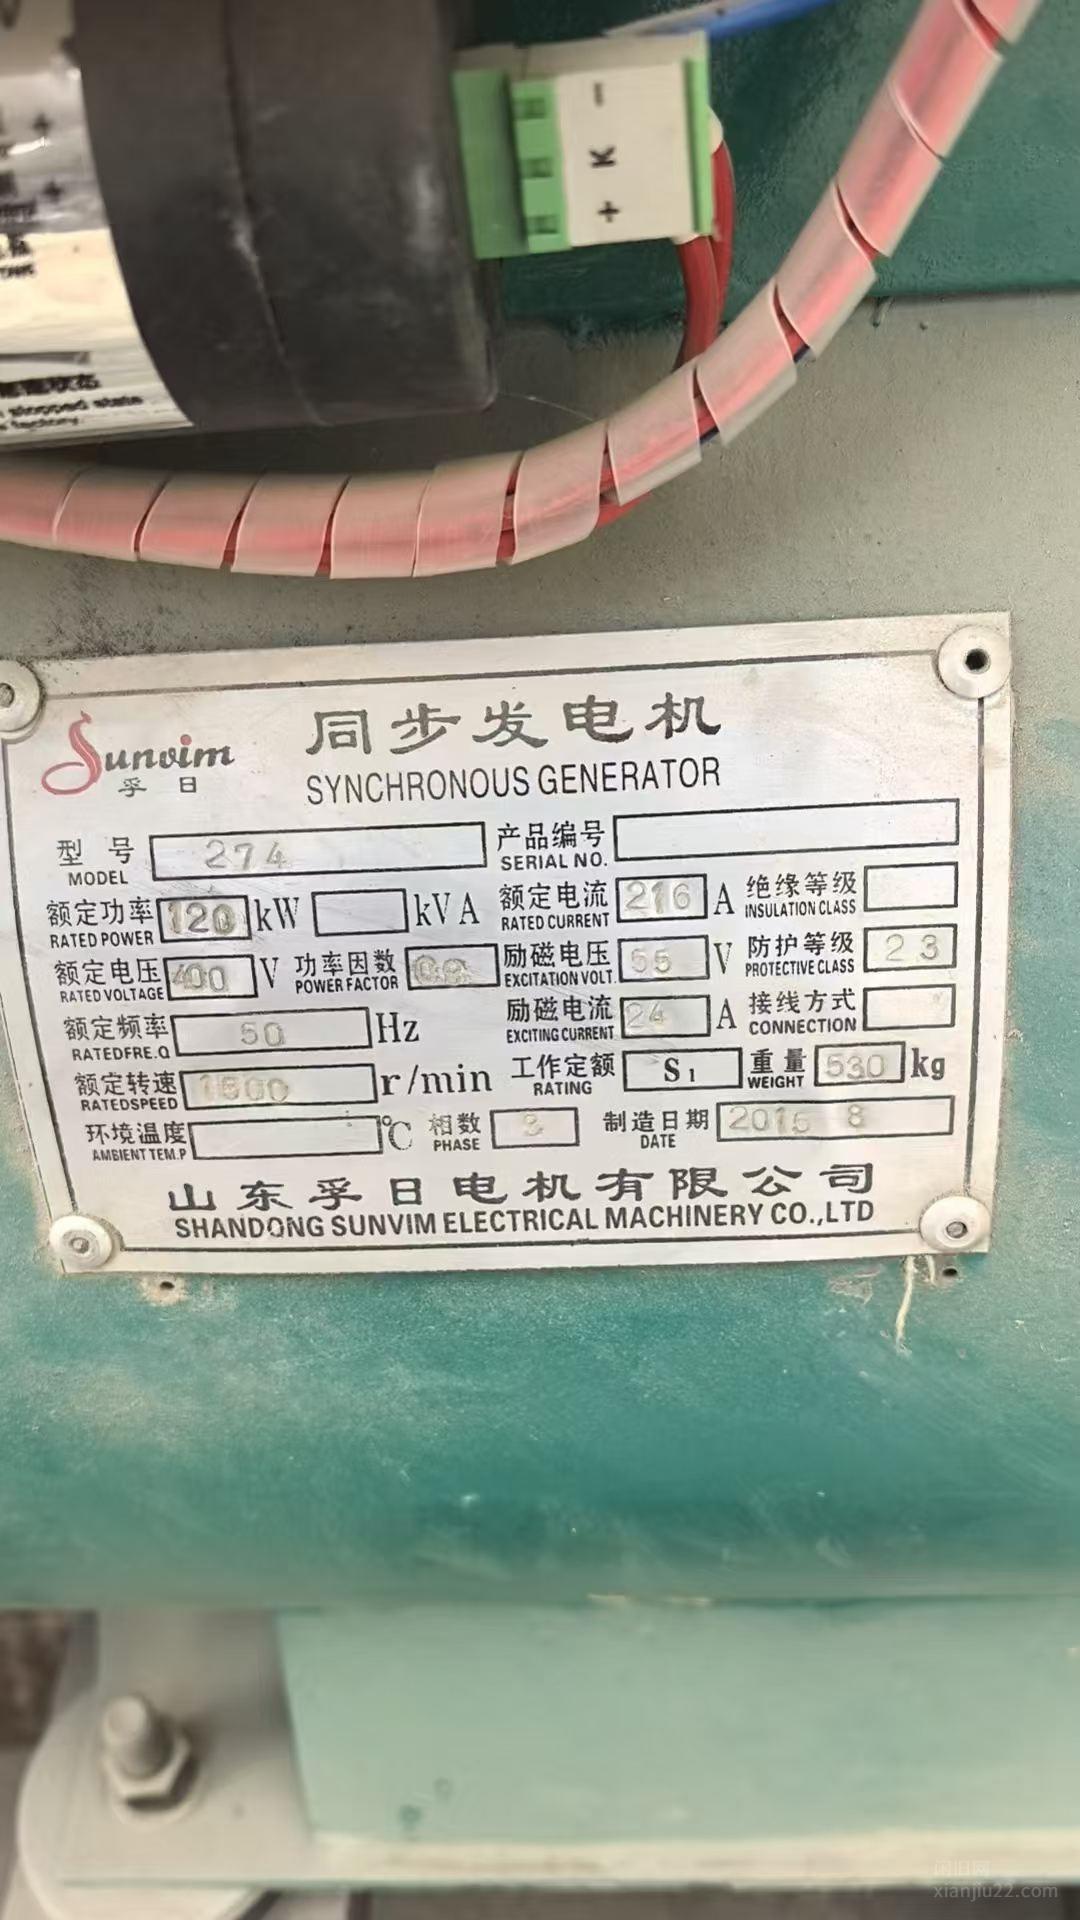 - K +
n stopped state
factory.
Sunvim
孚日
同步发电机
SYNCHRONOUS GENERATOR
型号 274 产品编号
MODEL SERIAL NO.
额定功率 120 kW kVA 额定电流 216 A 绝缘等级
RATED POWER RATED CURRENT INSULATION CLASS
额定电压 400 V 功率因数 0.8 励磁电压 55 V 防护等级 23
RATED VOLTAGE POWER FACTOR EXCITATION VOLT. PROTECTIVE CLASS
额定频率 50 Hz 励磁电流 24 A 接线方式
RATEDFRE.Q EXCITING CURRENT CONNECTION
额定转速 1500 r/min 工作定额 S1 重量 530 kg
RATEDSPEED RATING WEIGHT
环境温度 ℃ 相数 3 制造日期 2015 8
AMBIENT TEM.P PHASE DATE
山东孚日电机有限公司
SHANDONG SUNVIM ELECTRICAL MACHINERY CO.,LTD
闲旧网
xianjiu22.com